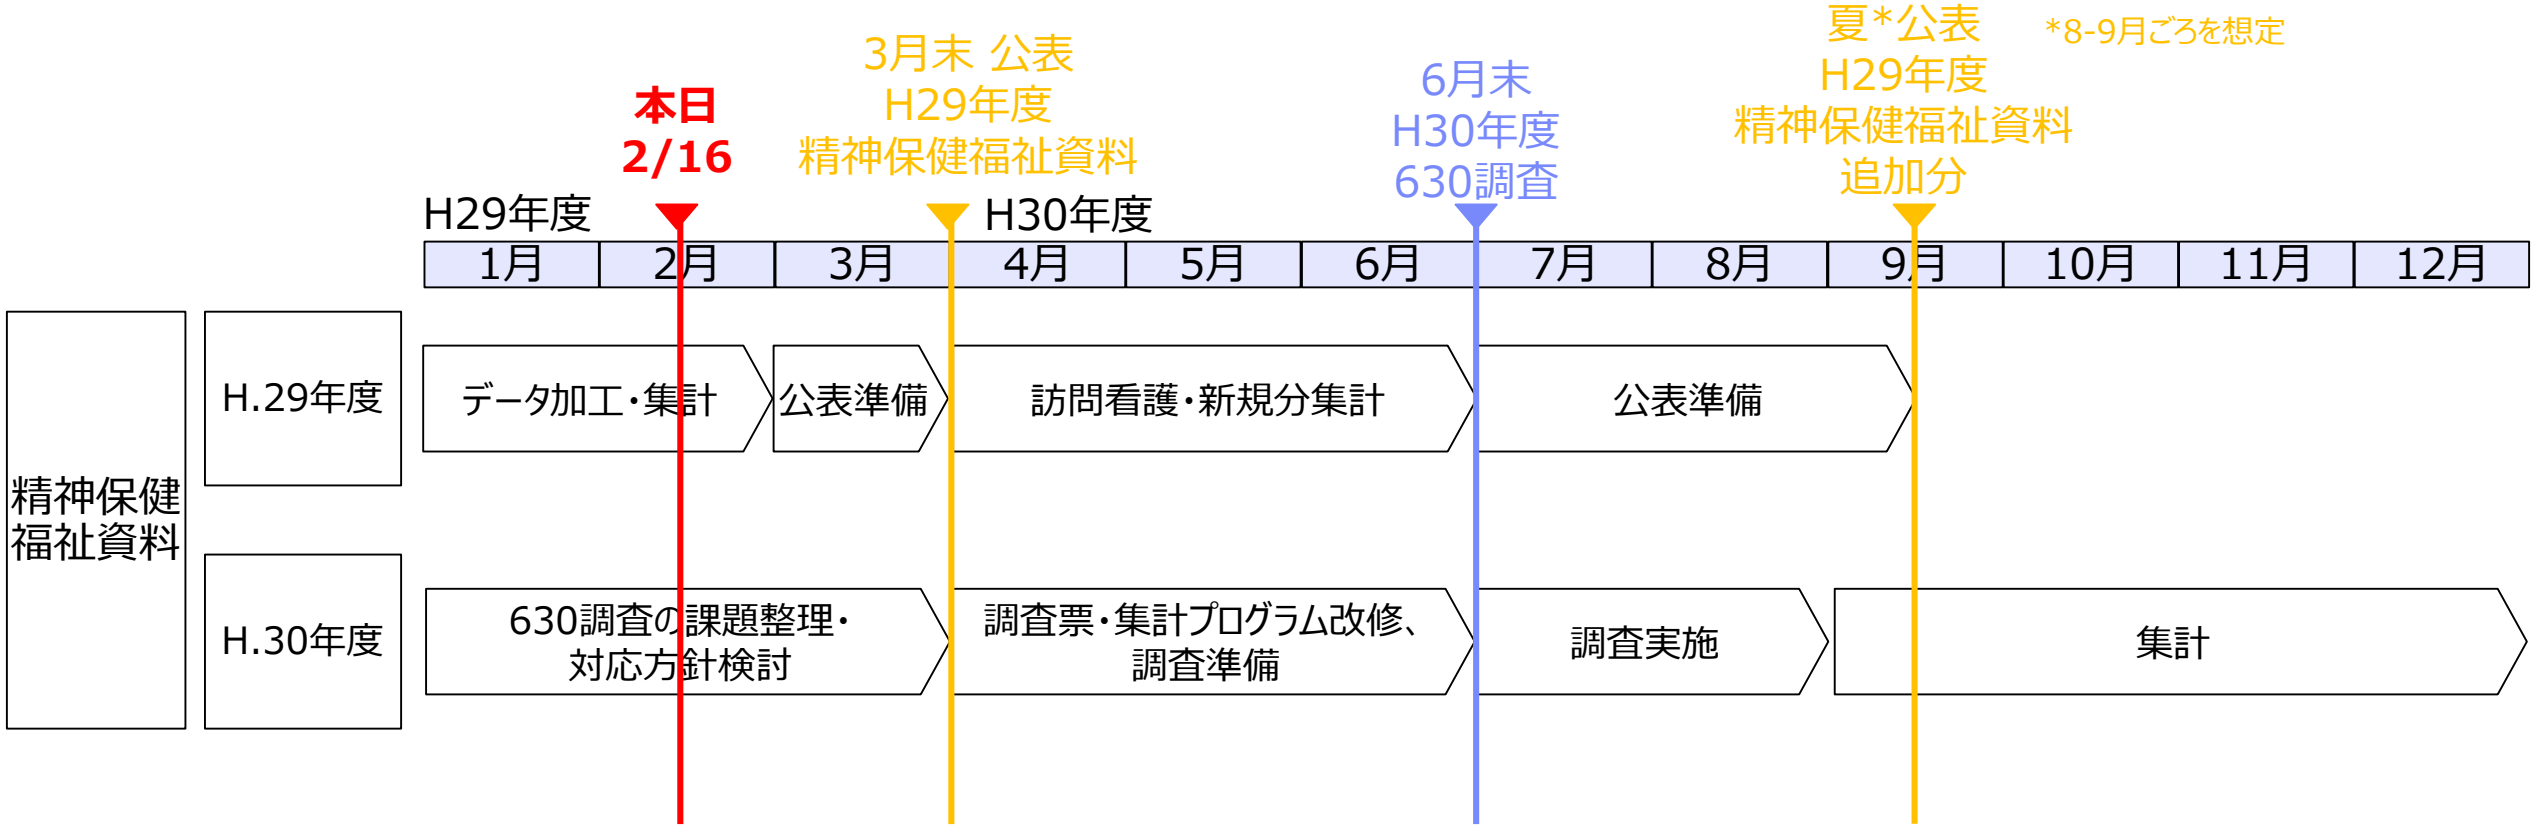 夏*公表
*8-9月ごろを想定
H29年度
精神保健福祉資料
追加分
3月末 公表
H29年度
精神保健福祉資料
6月末
H30年度
630調査
本日
2/16
H29年度
H30年度
1月
2月
3月
4月
5月
6月
7月
8月
9月
10月
11月
12月
精神保健
福祉資料
H.29年度
データ加工・集計
公表準備
訪問看護・新規分集計
公表準備
H.30年度
630調査の課題整理・
対応方針検討
調査票・集計プログラム改修、
調査準備
調査実施
集計